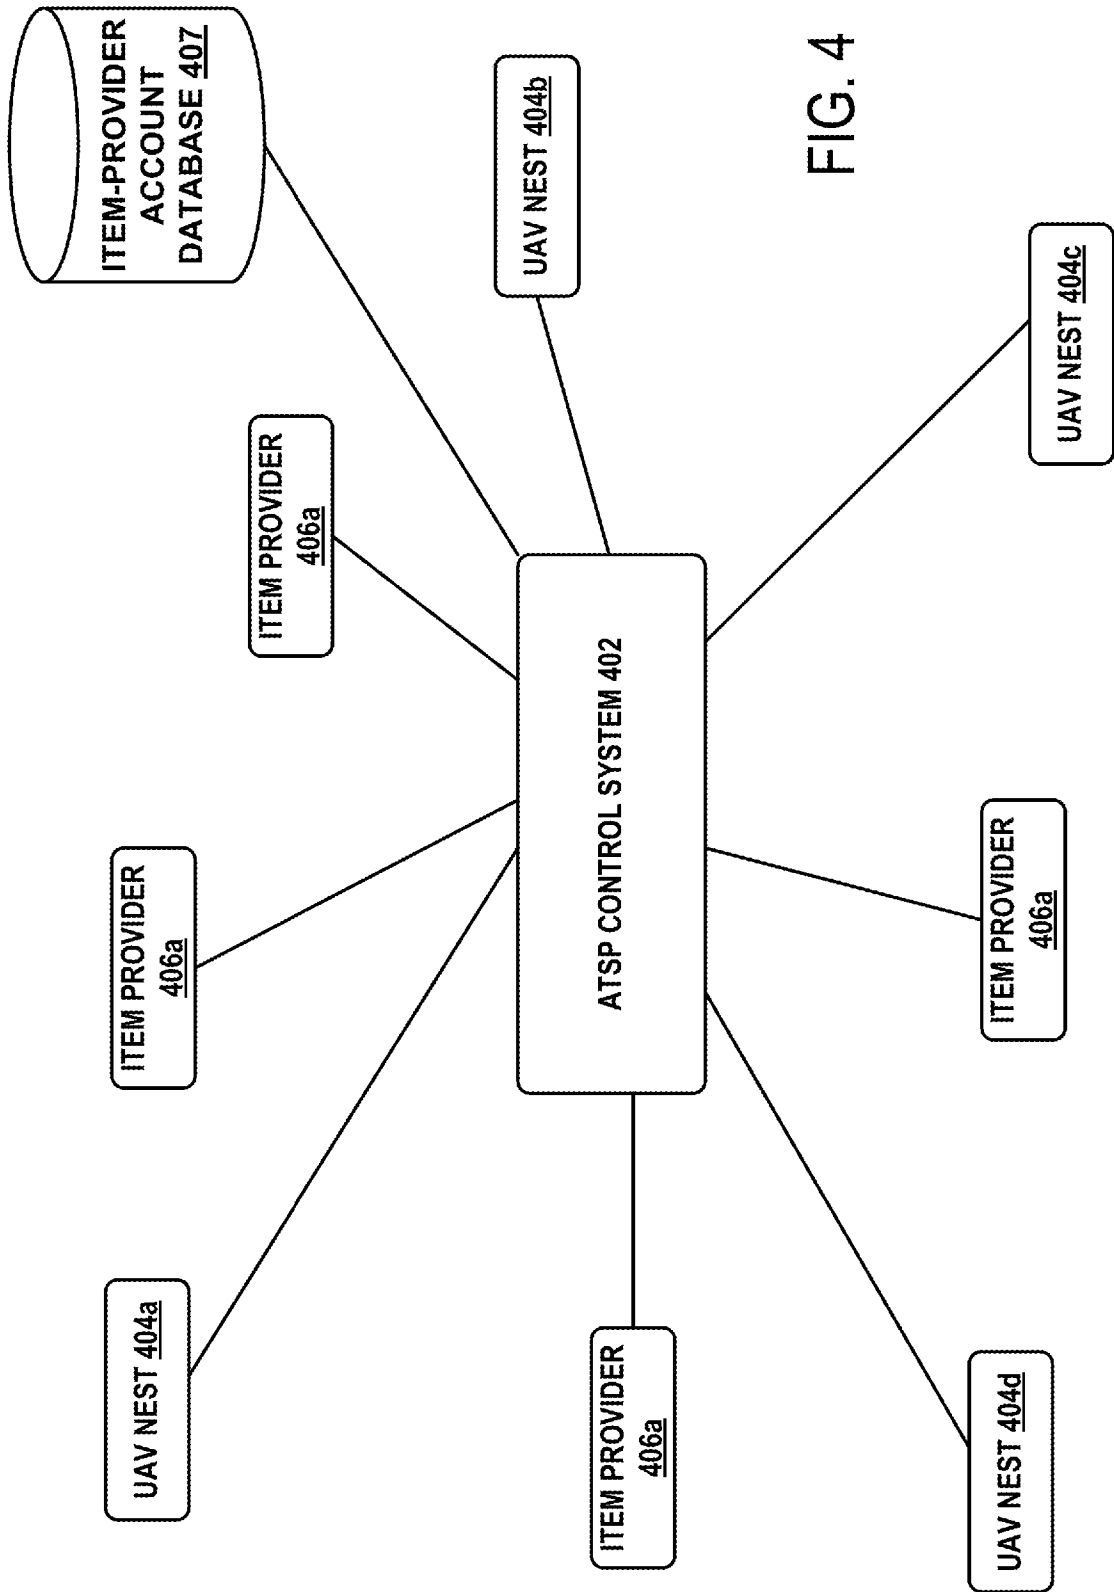 ITEM-PROVIDER
ACCOUNT
DATABASE 407
UAV NEST 404a
ITEM PROVIDER
406a
ITEM PROVIDER
406a
UAV NEST 404b
ITEM PROVIDER
406a
ATSP CONTROL SYSTEM 402
FIG. 4
UAV NEST 404d
ITEM PROVIDER
406a
UAV NEST 404c